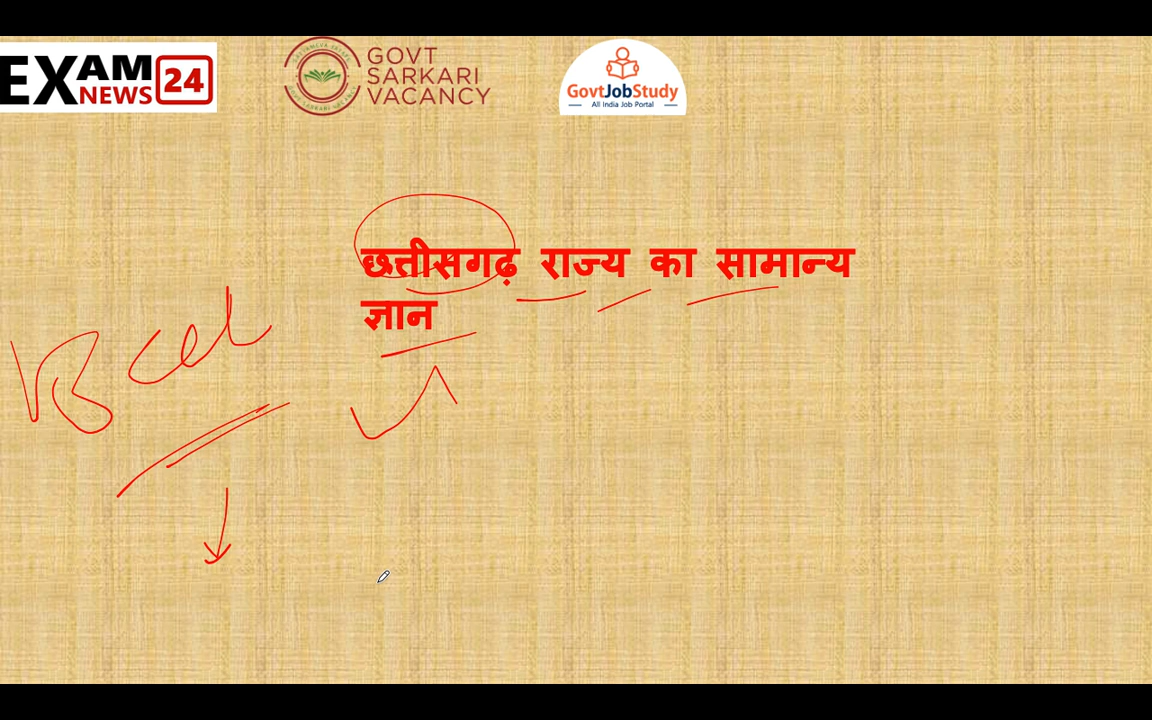 EXAM NEWS 24
GOVT
SARKARI
VACANCY
GovtJobStudy
All India Job Portal
छत्तीसगढ़ राज्य का सामान्य
ज्ञान